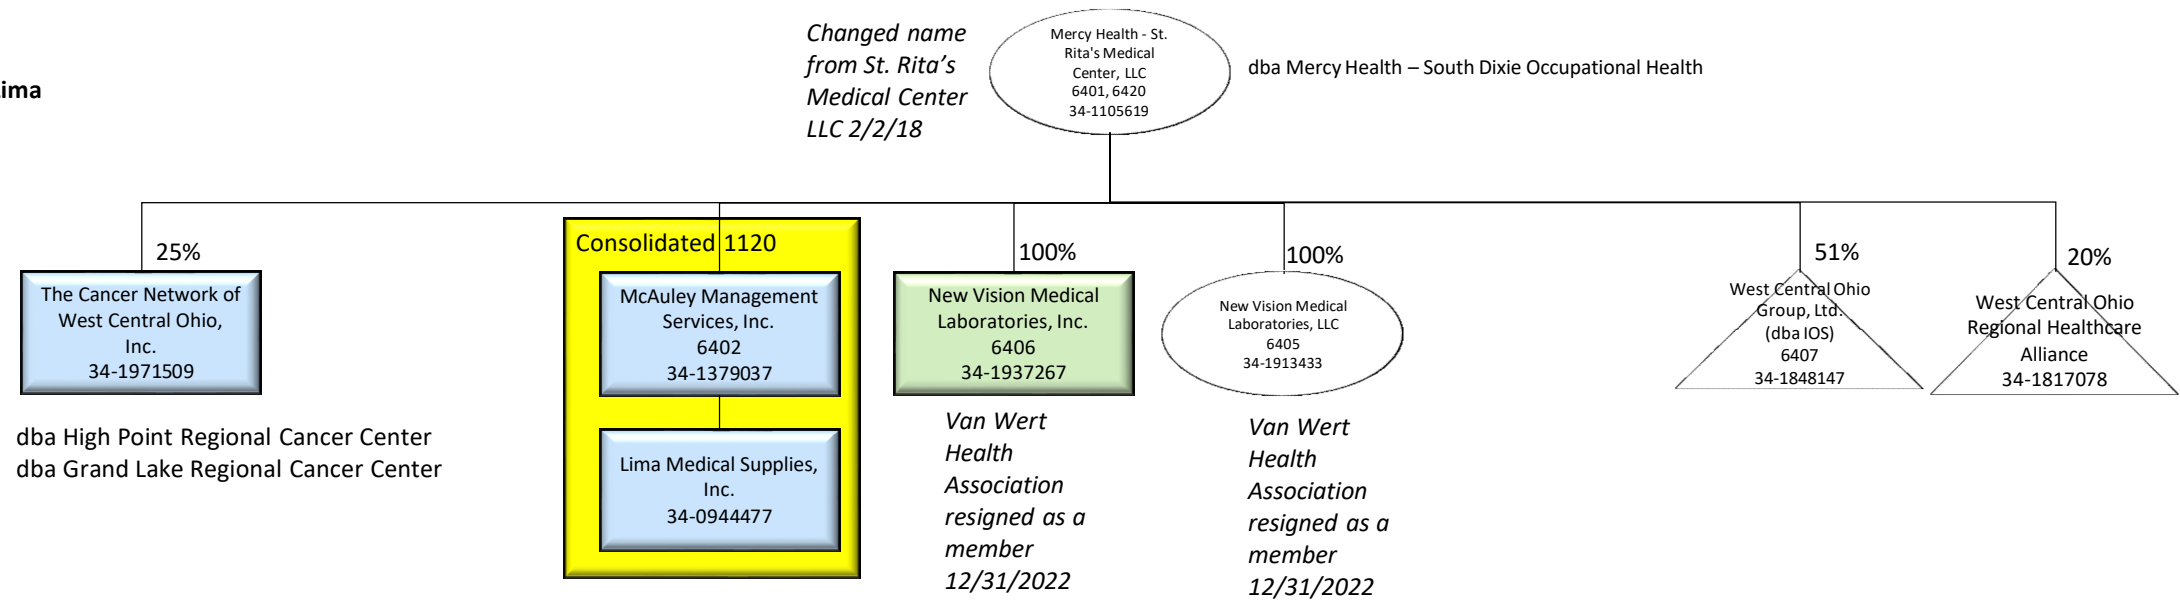 Changed name
from St. Rita’s
Medical Center
LLC 2/2/18
Mercy Health - St.
Rita's Medical
Center, LLC
6401, 6420
34-1105619
dba Mercy Health – South Dixie Occupational Health
ima
25%
The Cancer Network of
West Central Ohio,
Inc.
34-1971509
dba High Point Regional Cancer Center
dba Grand Lake Regional Cancer Center
Consolidated 1120
McAuley Management
Services, Inc.
6402
34-1379037
Lima Medical Supplies,
Inc.
34-0944477
100%
New Vision Medical
Laboratories, Inc.
6406
34-1937267
Van Wert
Health
Association
resigned as a
member
12/31/2022
100%
New Vision Medical
Laboratories, LLC
6405
34-1913433
Van Wert
Health
Association
resigned as a
member
12/31/2022
51%
West Central Ohio
Group, Ltd.
(dba IOS)
6407
34-1848147
20%
West Central Ohio
Regional Healthcare
Alliance
34-1817078